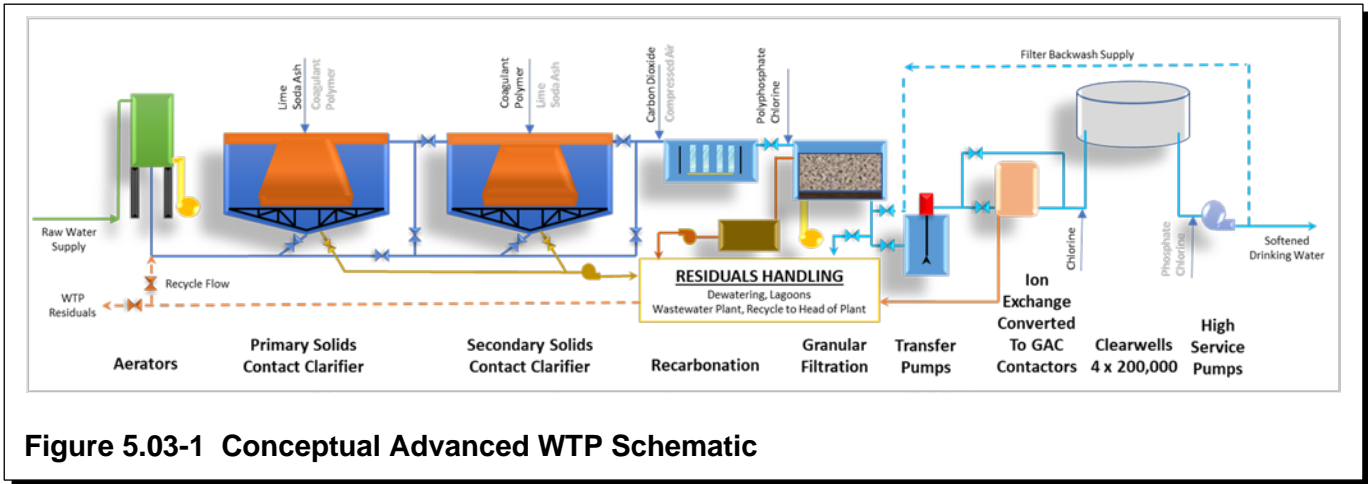 Lime
Soda Ash
Coagulant
Polymer
Coagulant
Polymer
Lime
Soda Ash
Carbon Dioxide
Compressed Air
Polyphosphate
Chlorine
Filter Backwash Supply
Raw Water
Supply
Recycle Flow
WTP
Residuals
RESIDUALS HANDLING
Dewatering, Lagoons
Wastewater Plant, Recycle to Head of Plant
Chlorine
Phosphate
Chlorine
Softened
Drinking Water
Aerators
Primary Solids
Contact Clarifier
Secondary Solids
Contact Clarifier
Recarbonation
Granular
Filtration
Transfer
Pumps
Ion
Exchange
Converted
To GAC
Contactors
Clearwells
4 x 200,000
High
Service
Pumps
Figure 5.03-1 Conceptual Advanced WTP Schematic